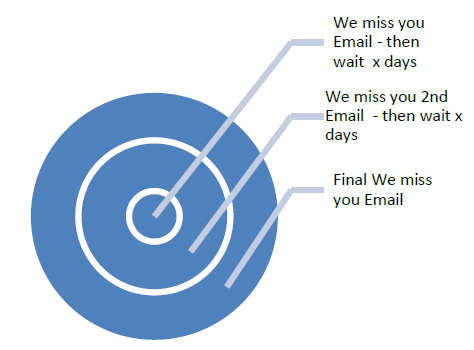 We miss you
Email - then
wait  x days
We miss you 2nd
Email  - then wait x
days
Final We miss
you Email